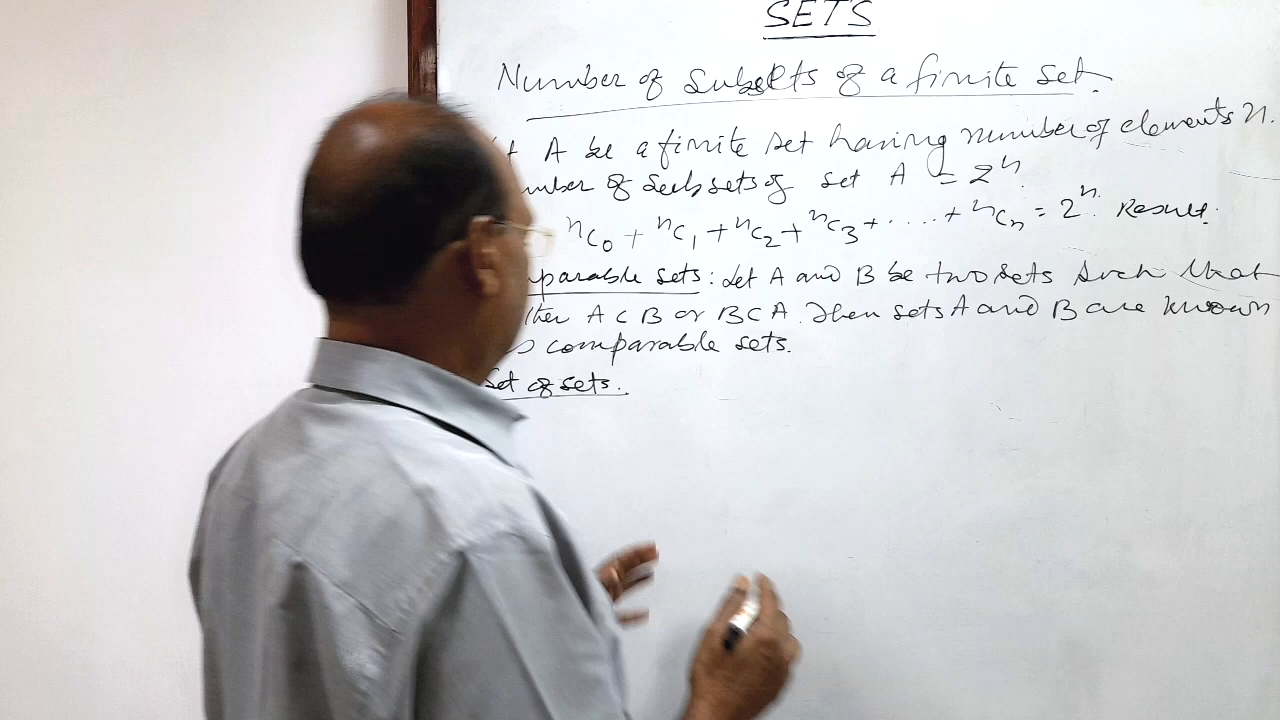 SETS
Number of subsets of a finite set.
A be a finite set having number of elements n.
of subsets of set A = 2ⁿ.
ⁿC₀ + ⁿC₁ + ⁿC₂ + ⁿC₃ + ..... + ⁿCₙ = 2ⁿ. Result.
parable sets: Let A and B be two sets such that
A ⊂ B or B ⊂ A. Then sets A and B are known
comparable sets.
Set of sets.